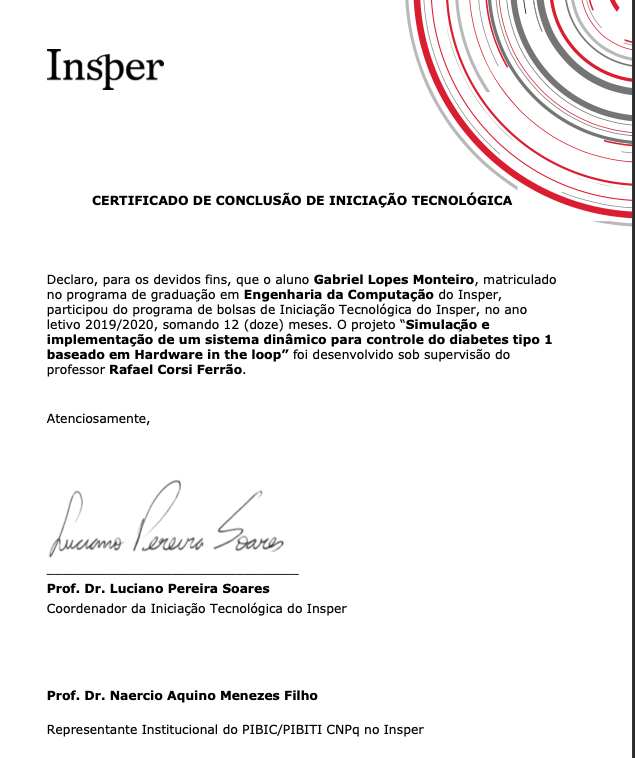 Insper
CERTIFICADO DE CONCLUSÃO DE INICIAÇÃO TECNOLÓGICA
Declaro, para os devidos fins, que o aluno Gabriel Lopes Monteiro, matriculado
no programa de graduação em Engenharia da Computação do Insper,
participou do programa de bolsas de Iniciação Tecnológica do Insper, no ano
letivo 2019/2020, somando 12 (doze) meses. O projeto “Simulação e
implementação de um sistema dinâmico para controle do diabetes tipo 1
baseado em Hardware in the loop” foi desenvolvido sob supervisão do
professor Rafael Corsi Ferrão.
Atenciosamente,
Luciano Pereira Soares
Prof. Dr. Luciano Pereira Soares
Coordenador da Iniciação Tecnológica do Insper
Prof. Dr. Naercio Aquino Menezes Filho
Representante Institucional do PIBIC/PIBITI CNPq no Insper